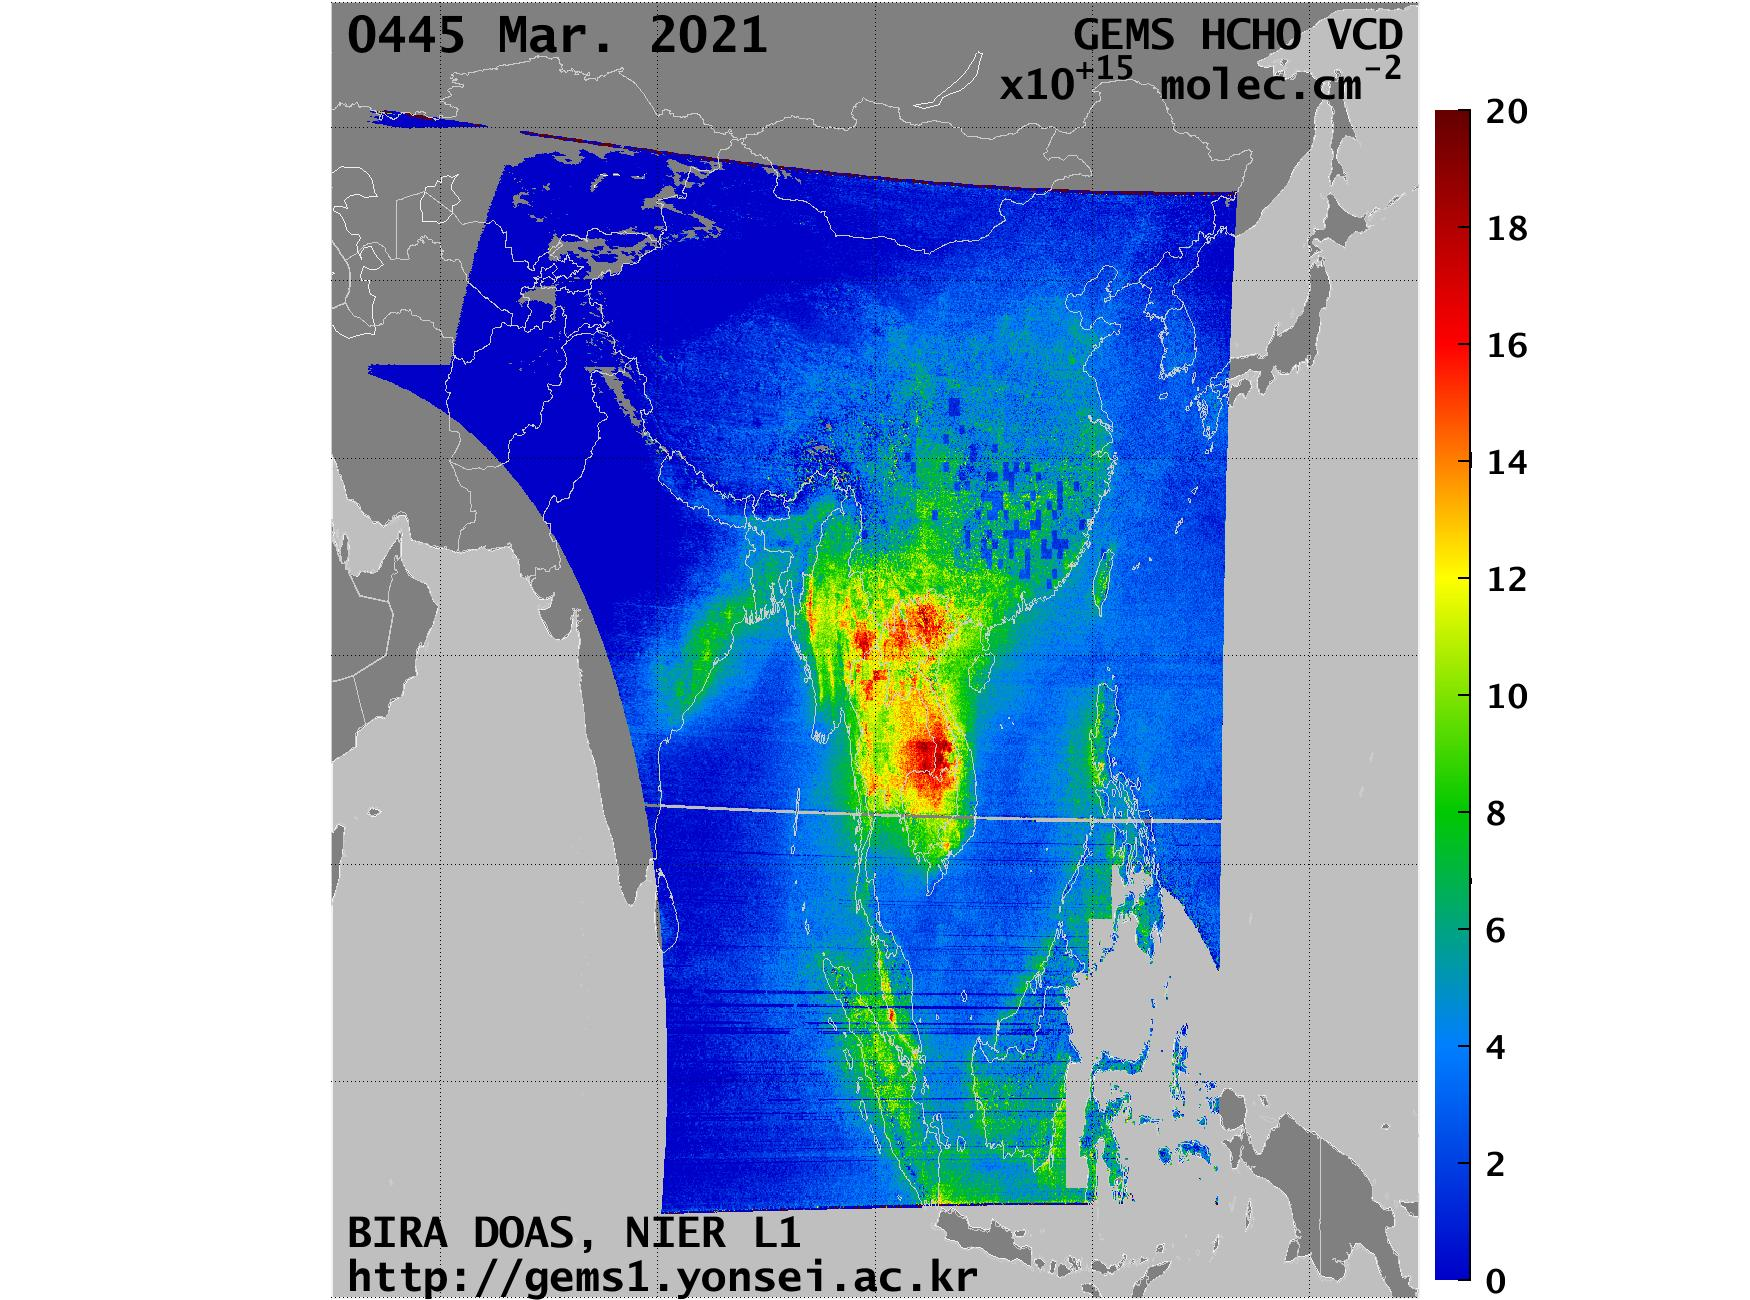 0445 Mar. 2021
GEMS HCHO VCD
x10+15 molec.cm-2
20
18
16
14
12
10
8
6
4
2
0
BIRA DOAS, NIER L1
http://gems1.yonsei.ac.kr